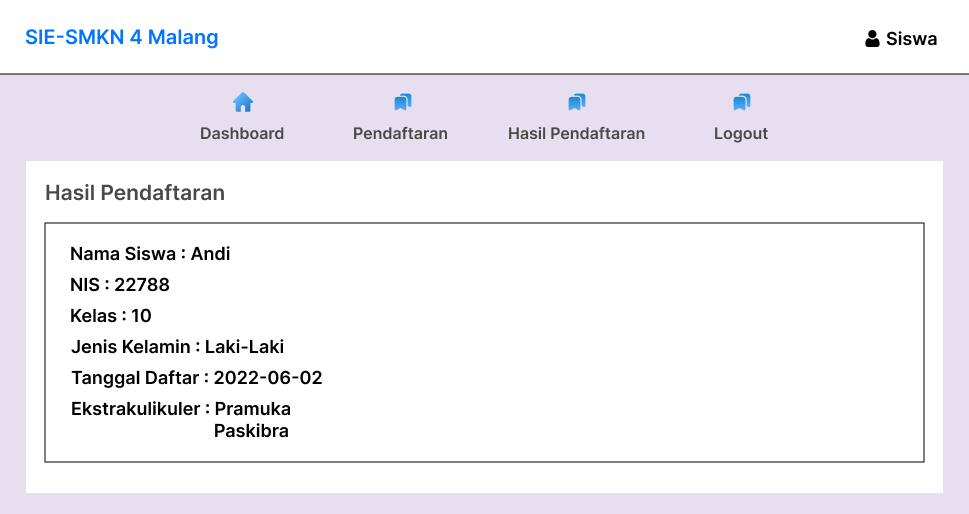 SIE-SMKN 4 Malang
Siswa
Dashboard
Pendaftaran
Hasil Pendaftaran
Logout
Hasil Pendaftaran
Nama Siswa : Andi
NIS : 22788
Kelas : 10
Jenis Kelamin : Laki-Laki
Tanggal Daftar : 2022-06-02
Ekstrakulikuler : Pramuka
Paskibra